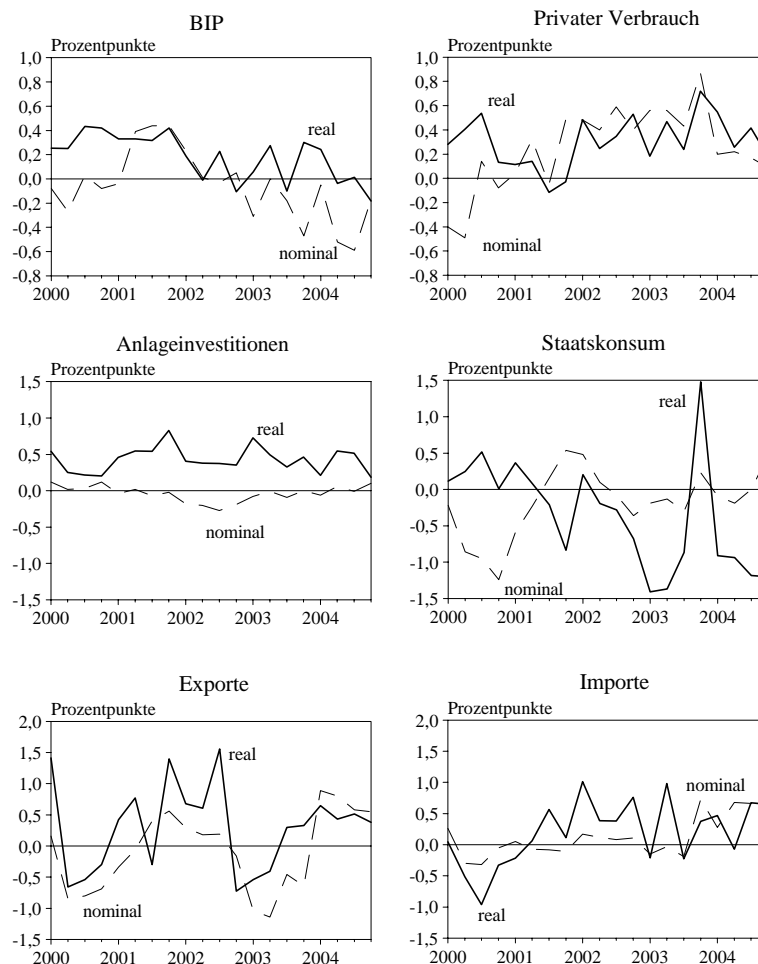 BIP
Prozentpunkte
1,0
0,8
0,6
0,4
0,2
0,0
-0,2
-0,4
-0,6
-0,8
real
nominal
2000 2001 2002 2003 2004
Privater Verbrauch
Prozentpunkte
1,0
0,8
0,6
0,4
0,2
0,0
-0,2
-0,4
-0,6
-0,8
real
nominal
2000 2001 2002 2003 2004
Anlageinvestitionen
Prozentpunkte
1,5
1,0
0,5
0,0
-0,5
-1,0
-1,5
real
nominal
2000 2001 2002 2003 2004
Staatskonsum
Prozentpunkte
1,5
1,0
0,5
0,0
-0,5
-1,0
-1,5
real
nominal
2000 2001 2002 2003 2004
Exporte
Prozentpunkte
2,0
1,5
1,0
0,5
0,0
-0,5
-1,0
-1,5
real
nominal
2000 2001 2002 2003 2004
Importe
Prozentpunkte
2,0
1,5
1,0
0,5
0,0
-0,5
-1,0
-1,5
nominal
real
2000 2001 2002 2003 2004